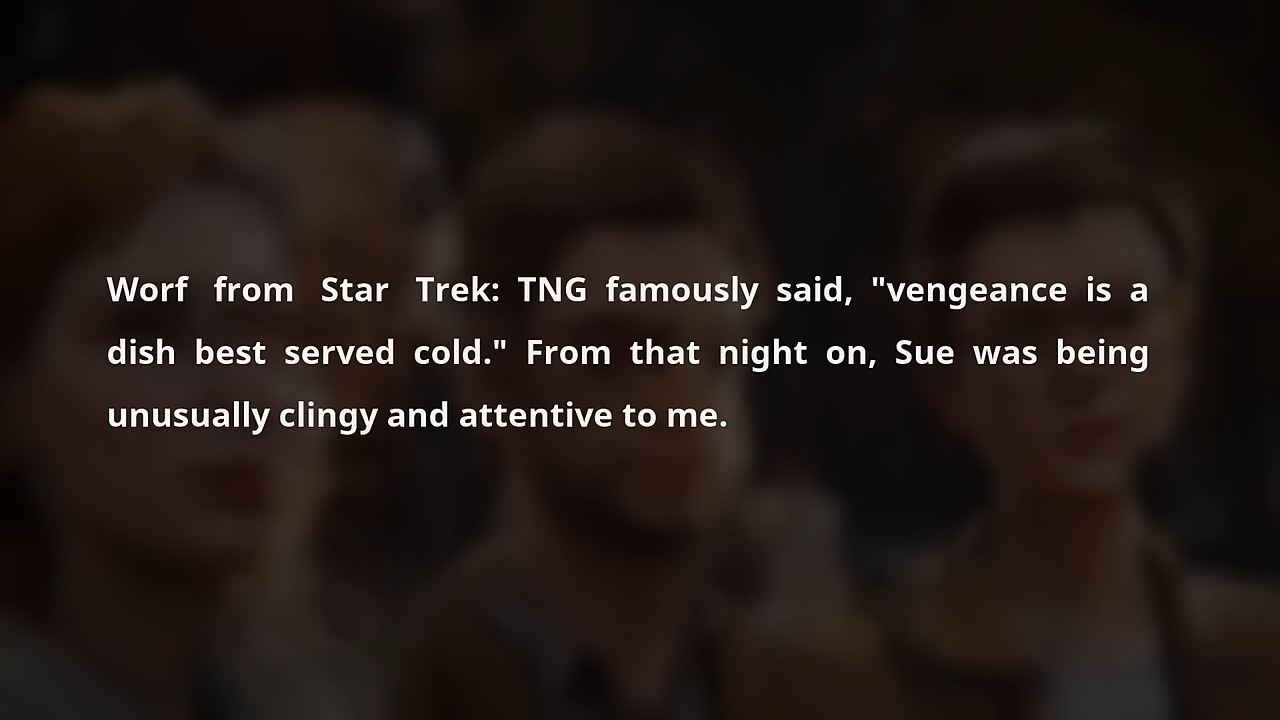 Worf from Star Trek: TNG famously said, "vengeance is a
dish best served cold." From that night on, Sue was being
unusually clingy and attentive to me.